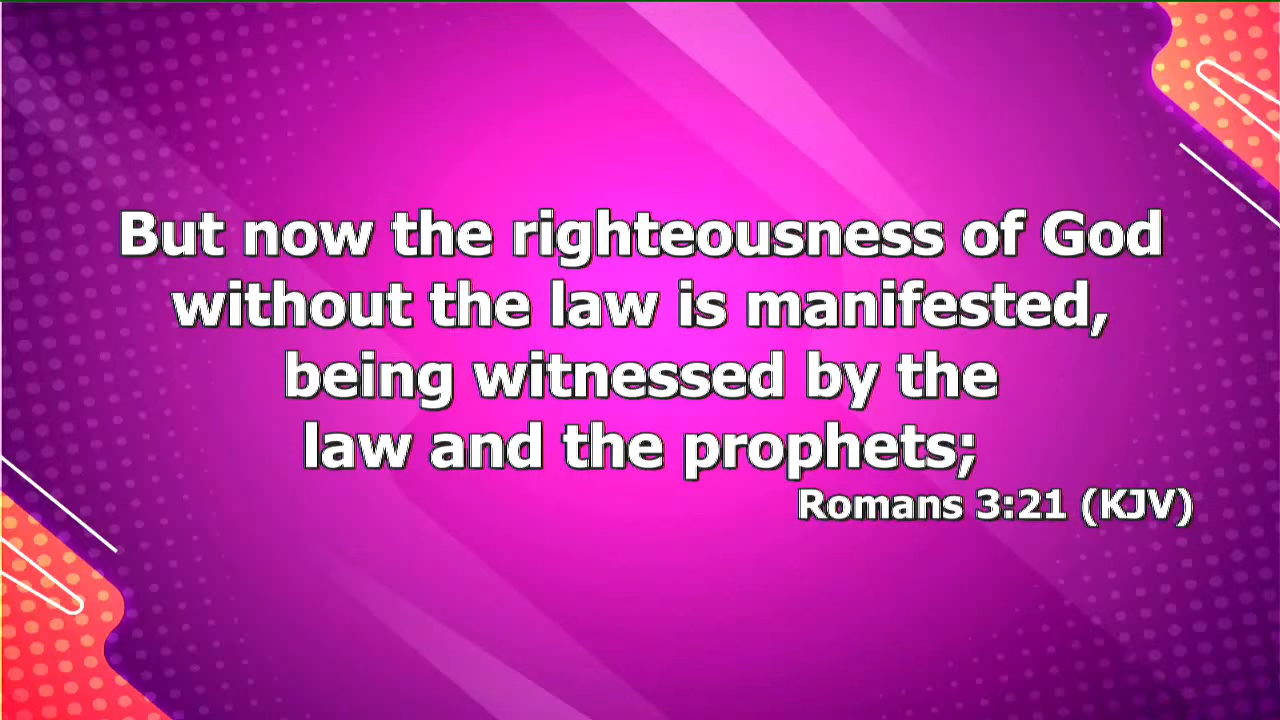 But now the righteousness of God
without the law is manifested,
being witnessed by the
law and the prophets;
Romans 3:21 (KJV)